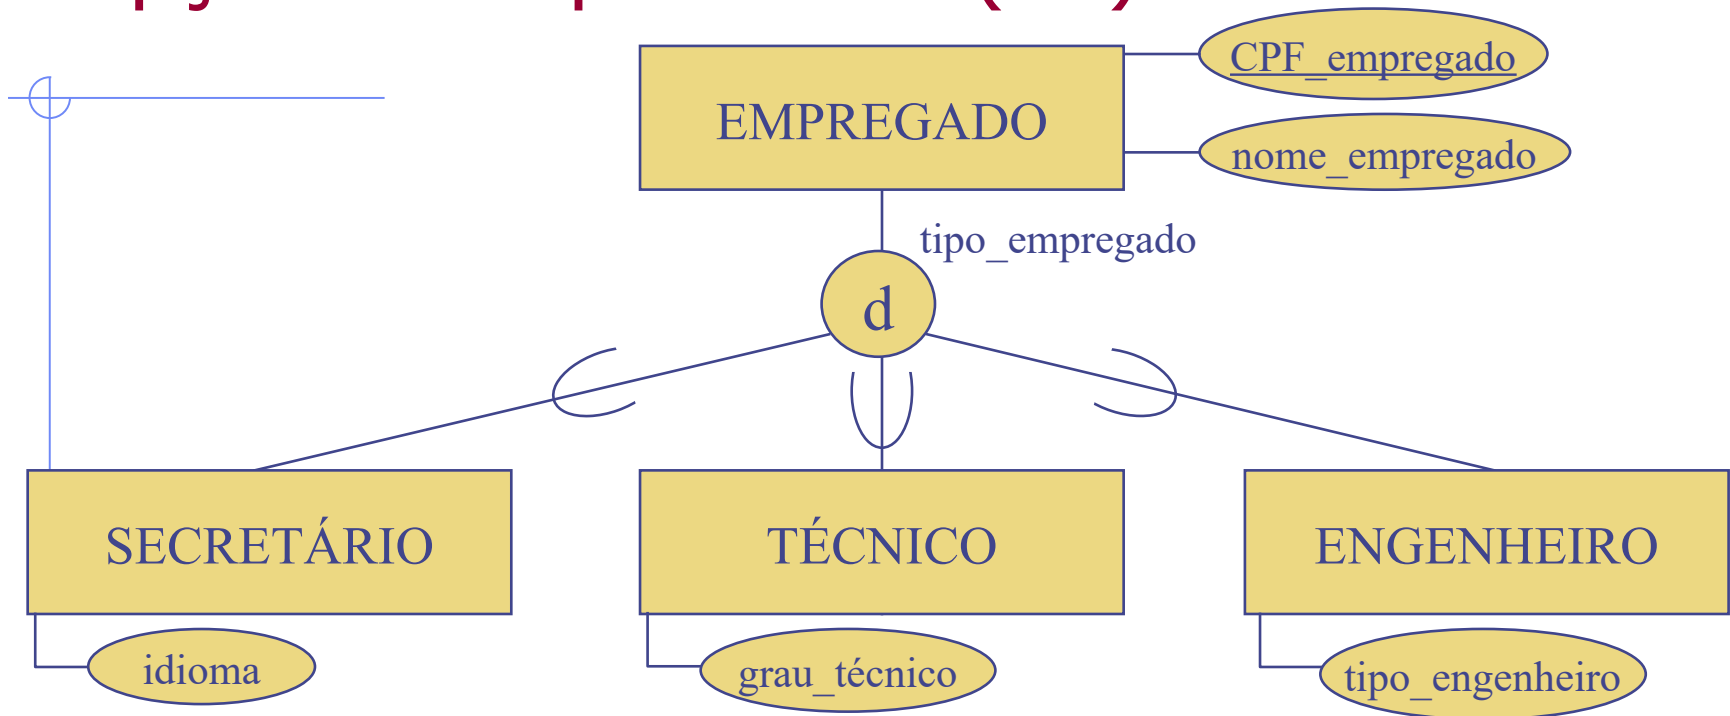 CPF_empregado
EMPREGADO
nome_empregado
tipo_empregado
d
SECRETÁRIO
TÉCNICO
ENGENHEIRO
idioma
grau_técnico
tipo_engenheiro